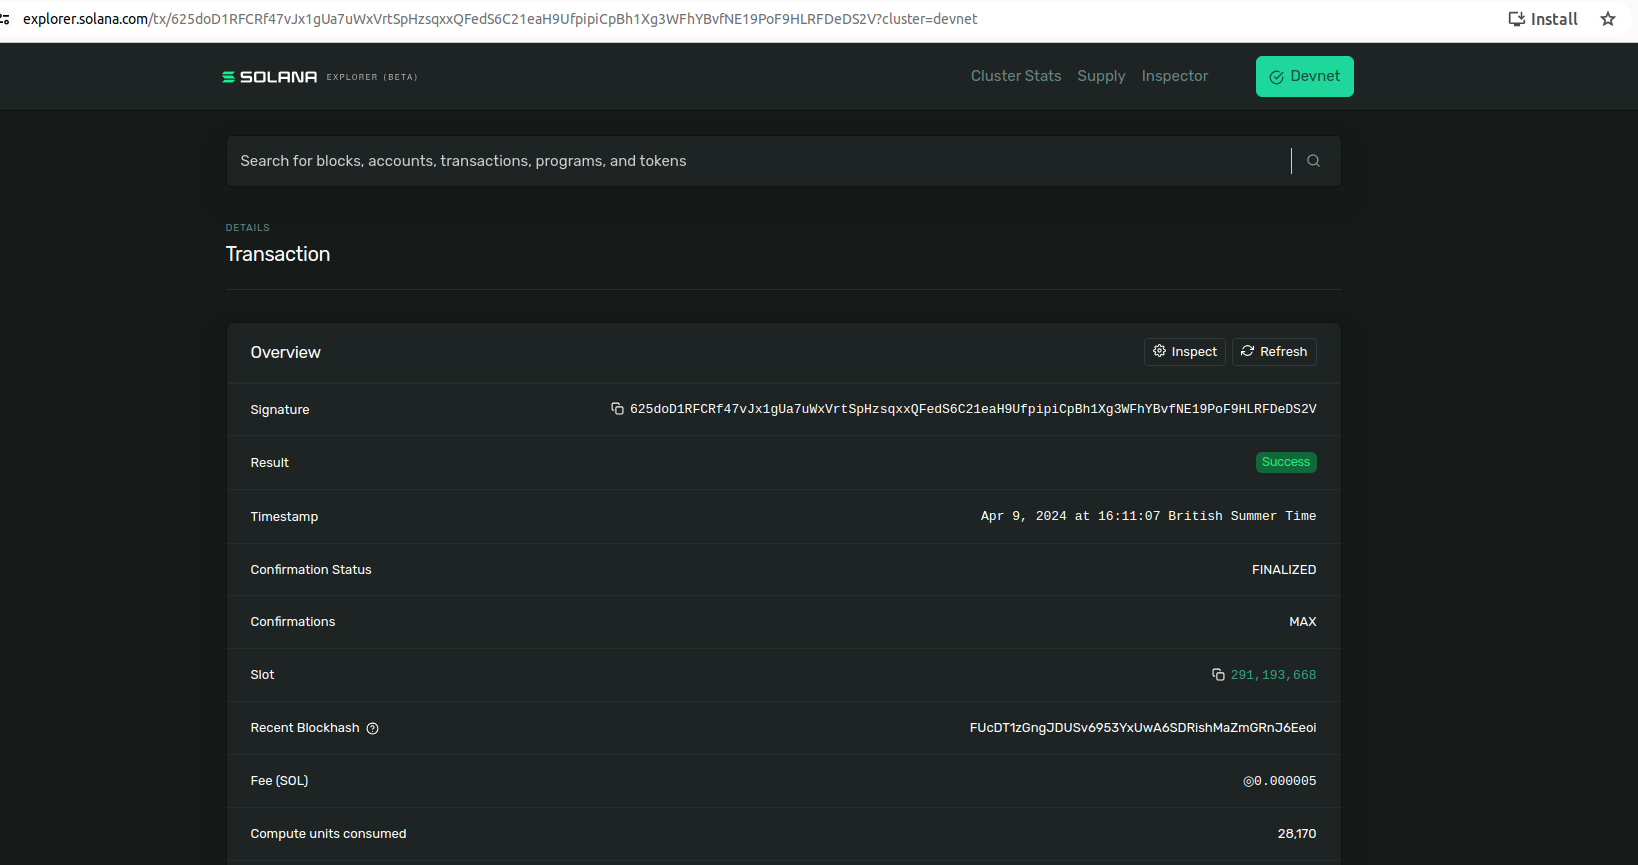 explorer.solana.com/tx/625doD1RFCRf47vJx1gUa7uWxVrtSpHzsqxxQFedS6C21eaH9UfpipiCpBh1Xg3WFhYBvfNE19PoF9HLRFDeDS2V?cluster=devnet Install
SOLANA EXPLORER (BETA) Cluster Stats Supply Inspector Devnet
Search for blocks, accounts, transactions, programs, and tokens
DETAILS
Transaction
Overview Inspect Refresh
Signature 625doD1RFCRf47vJx1gUa7uWxVrtSpHzsqxxQFedS6C21eaH9UfpipiCpBh1Xg3WFhYBvfNE19PoF9HLRFDeDS2V
Result Success
Timestamp Apr 9, 2024 at 16:11:07 British Summer Time
Confirmation Status FINALIZED
Confirmations MAX
Slot 291,193,668
Recent Blockhash FUcDT1zGngJDUSv6953YxUwA6SDRishMaZmGRnJ6Eeoi
Fee (SOL) ◎0.000005
Compute units consumed 28,170